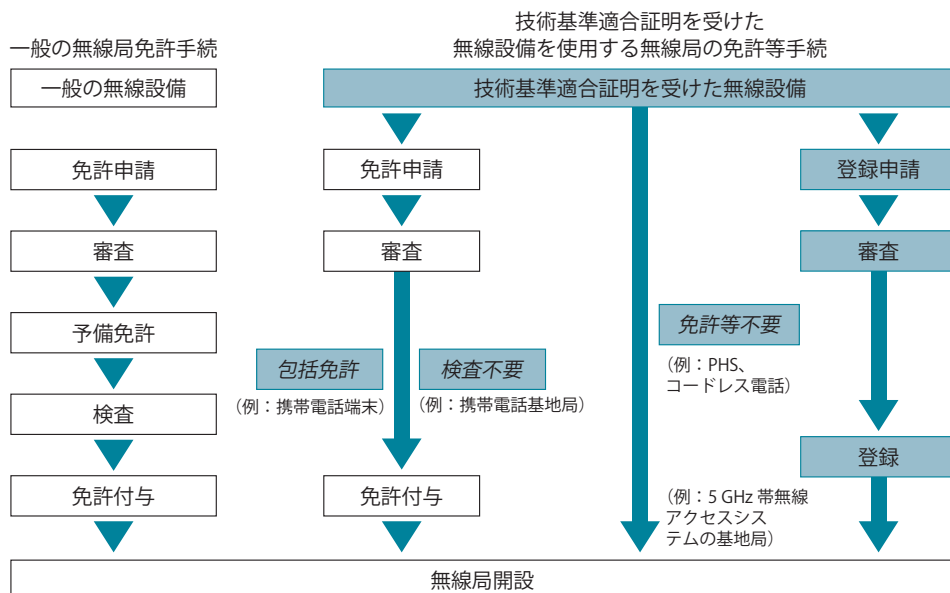 一般の無線局免許手続
技術基準適合証明を受けた
無線設備を使用する無線局の免許等手続
一般の無線設備
技術基準適合証明を受けた無線設備
免許申請
免許申請
登録申請
審査
審査
審査
予備免許
包括免許
（例：携帯電話端末）
検査不要
（例：携帯電話基地局）
免許等不要
（例：PHS、
コードレス電話）
検査
登録
免許付与
免許付与
（例：5 GHz 帯無線
アクセスシス
テムの基地局）
無線局開設